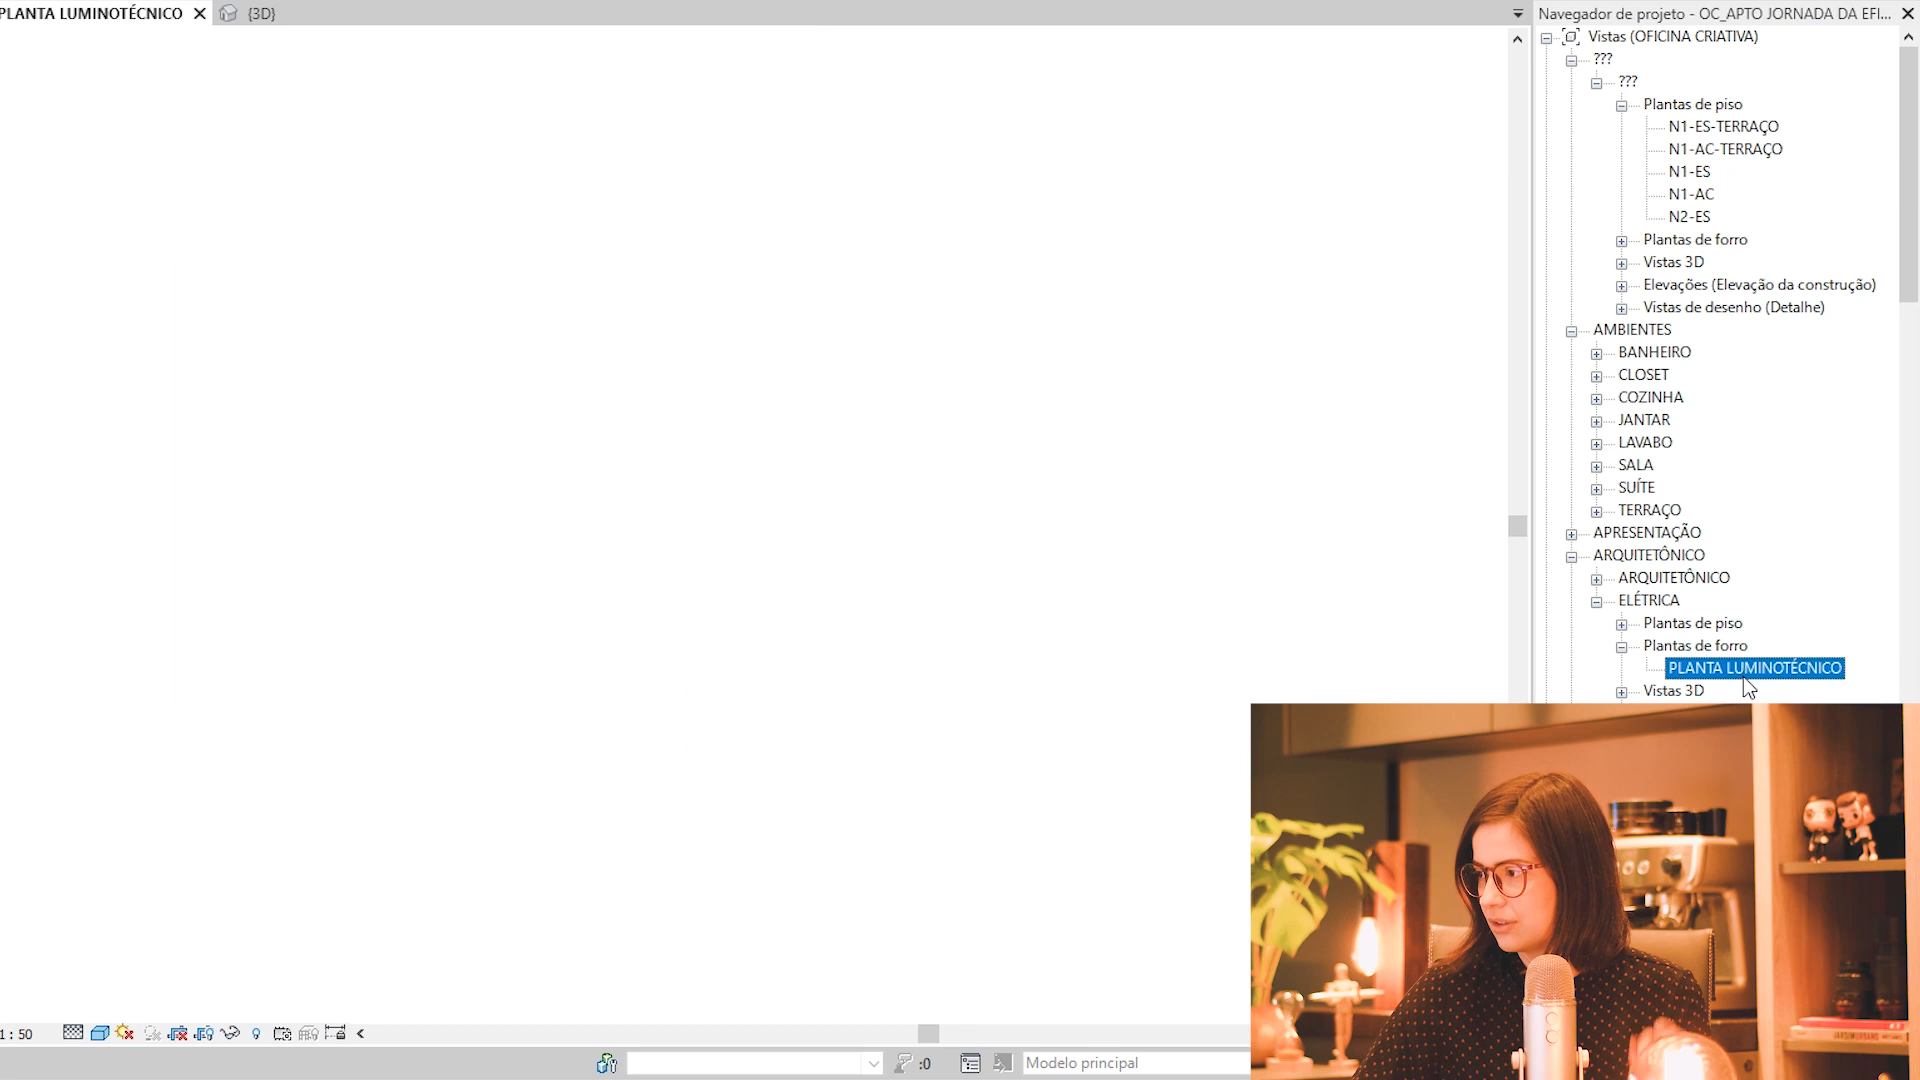 PLANTA LUMINOTÉCNICO
{3D}
Navegador de projeto - OC_APTO JORNADA DA EFI...
Vistas (OFICINA CRIATIVA)
???
???
Plantas de piso
N1-ES-TERRAÇO
N1-AC-TERRAÇO
N1-ES
N1-AC
N2-ES
Plantas de forro
Vistas 3D
Elevações (Elevação da construção)
Vistas de desenho (Detalhe)
AMBIENTES
BANHEIRO
CLOSET
COZINHA
JANTAR
LAVABO
SALA
SUÍTE
TERRAÇO
APRESENTAÇÃO
ARQUITETÔNICO
ARQUITETÔNICO
ELÉTRICA
Plantas de piso
Plantas de forro
PLANTA LUMINOTÉCNICO
Vistas 3D
1 : 50
:0
Modelo principal